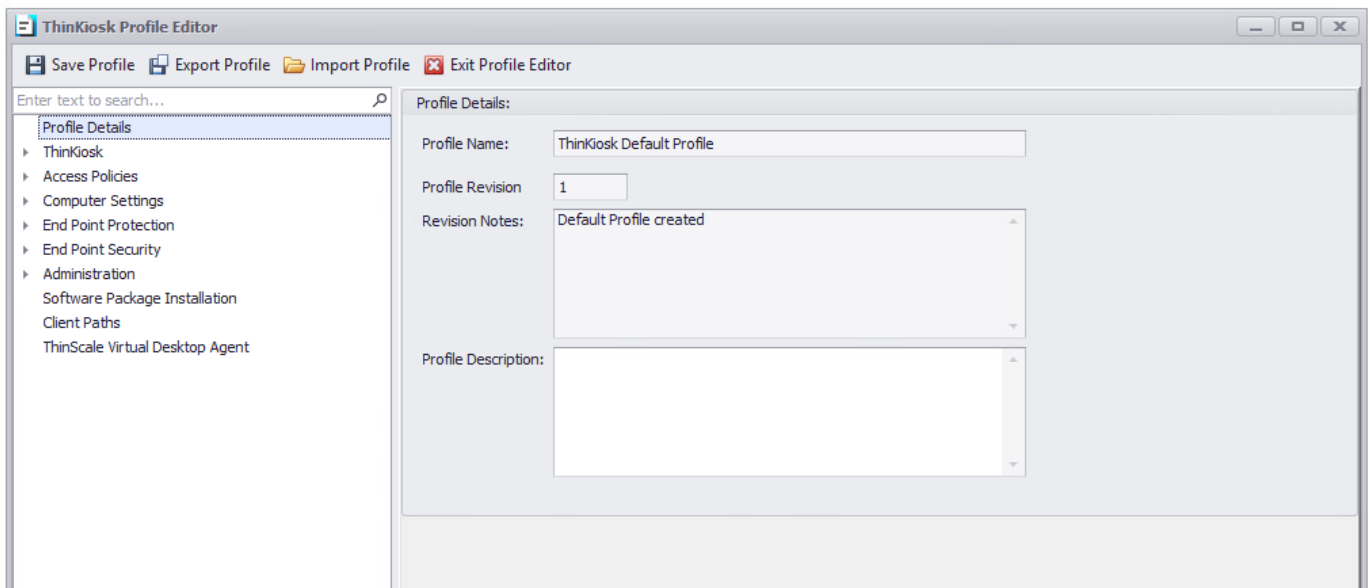 ThinKiosk Profile Editor
Save Profile Export Profile Import Profile Exit Profile Editor
Enter text to search...
Profile Details
ThinKiosk
Access Policies
Computer Settings
End Point Protection
End Point Security
Administration
Software Package Installation
Client Paths
ThinScale Virtual Desktop Agent
Profile Details:
Profile Name: ThinKiosk Default Profile
Profile Revision 1
Revision Notes: Default Profile created
Profile Description: